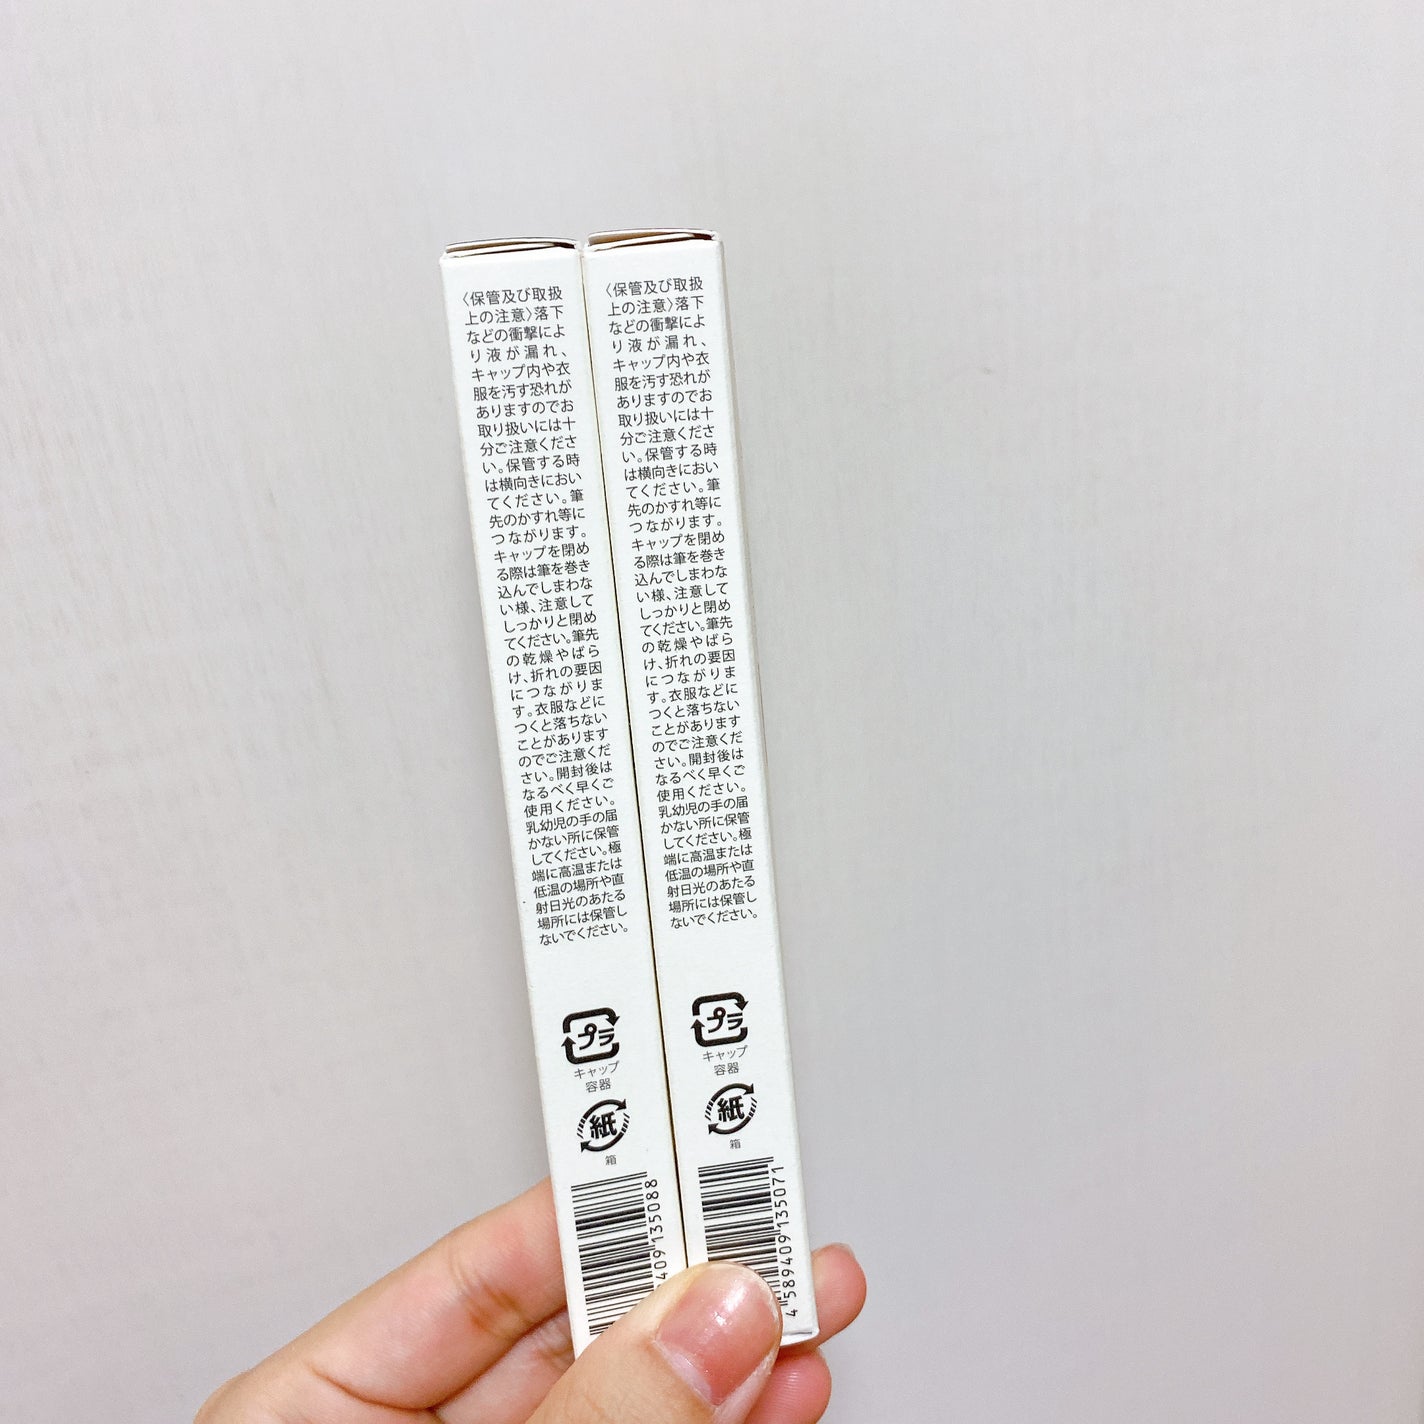 〈保管及び取扱
上の注意〉落下
などの衝撃によ
り液が漏れ、
キャップ内や衣
服を汚す恐れが
ありますのでお
取り扱いには十
分ご注意くださ
い。保管する時
は横向きにおい
てください。筆
先のかすれ等に
つながります。
キャップを閉め
る際は筆を巻き
込んでしまわな
い様、注意して
しっかりと閉め
てください。筆先
の乾燥やばら
け、折れの要因
につながりま
す。衣服などに
つくと落ちない
ことがあります
のでご注意くだ
さい。開封後は
なるべく早くご
使用ください。
乳幼児の手の届
かない所に保管
してください。極
端に高温または
低温の場所や直
射日光のあたる
場所には保管し
ないでください。
プラ
キャップ
容器
紙
箱
409 135088
〈保管及び取扱
上の注意〉落下
などの衝撃によ
り液が漏れ、
キャップ内や衣
服を汚す恐れが
ありますのでお
取り扱いには十
分ご注意くださ
い。保管する時
は横向きにおい
てください。筆
先のかすれ等に
つながります。
キャップを閉め
る際は筆を巻き
込んでしまわな
い様、注意して
しっかりと閉め
てください。筆先
の乾燥やばら
け、折れの要因
につながりま
す。衣服などに
つくと落ちない
ことがあります
のでご注意くだ
さい。開封後は
なるべく早くご
使用ください。
乳幼児の手の届
かない所に保管
してください。極
端に高温または
低温の場所や直
射日光のあたる
場所には保管し
ないでください。
プラ
キャップ
容器
紙
箱
4 589409 135071